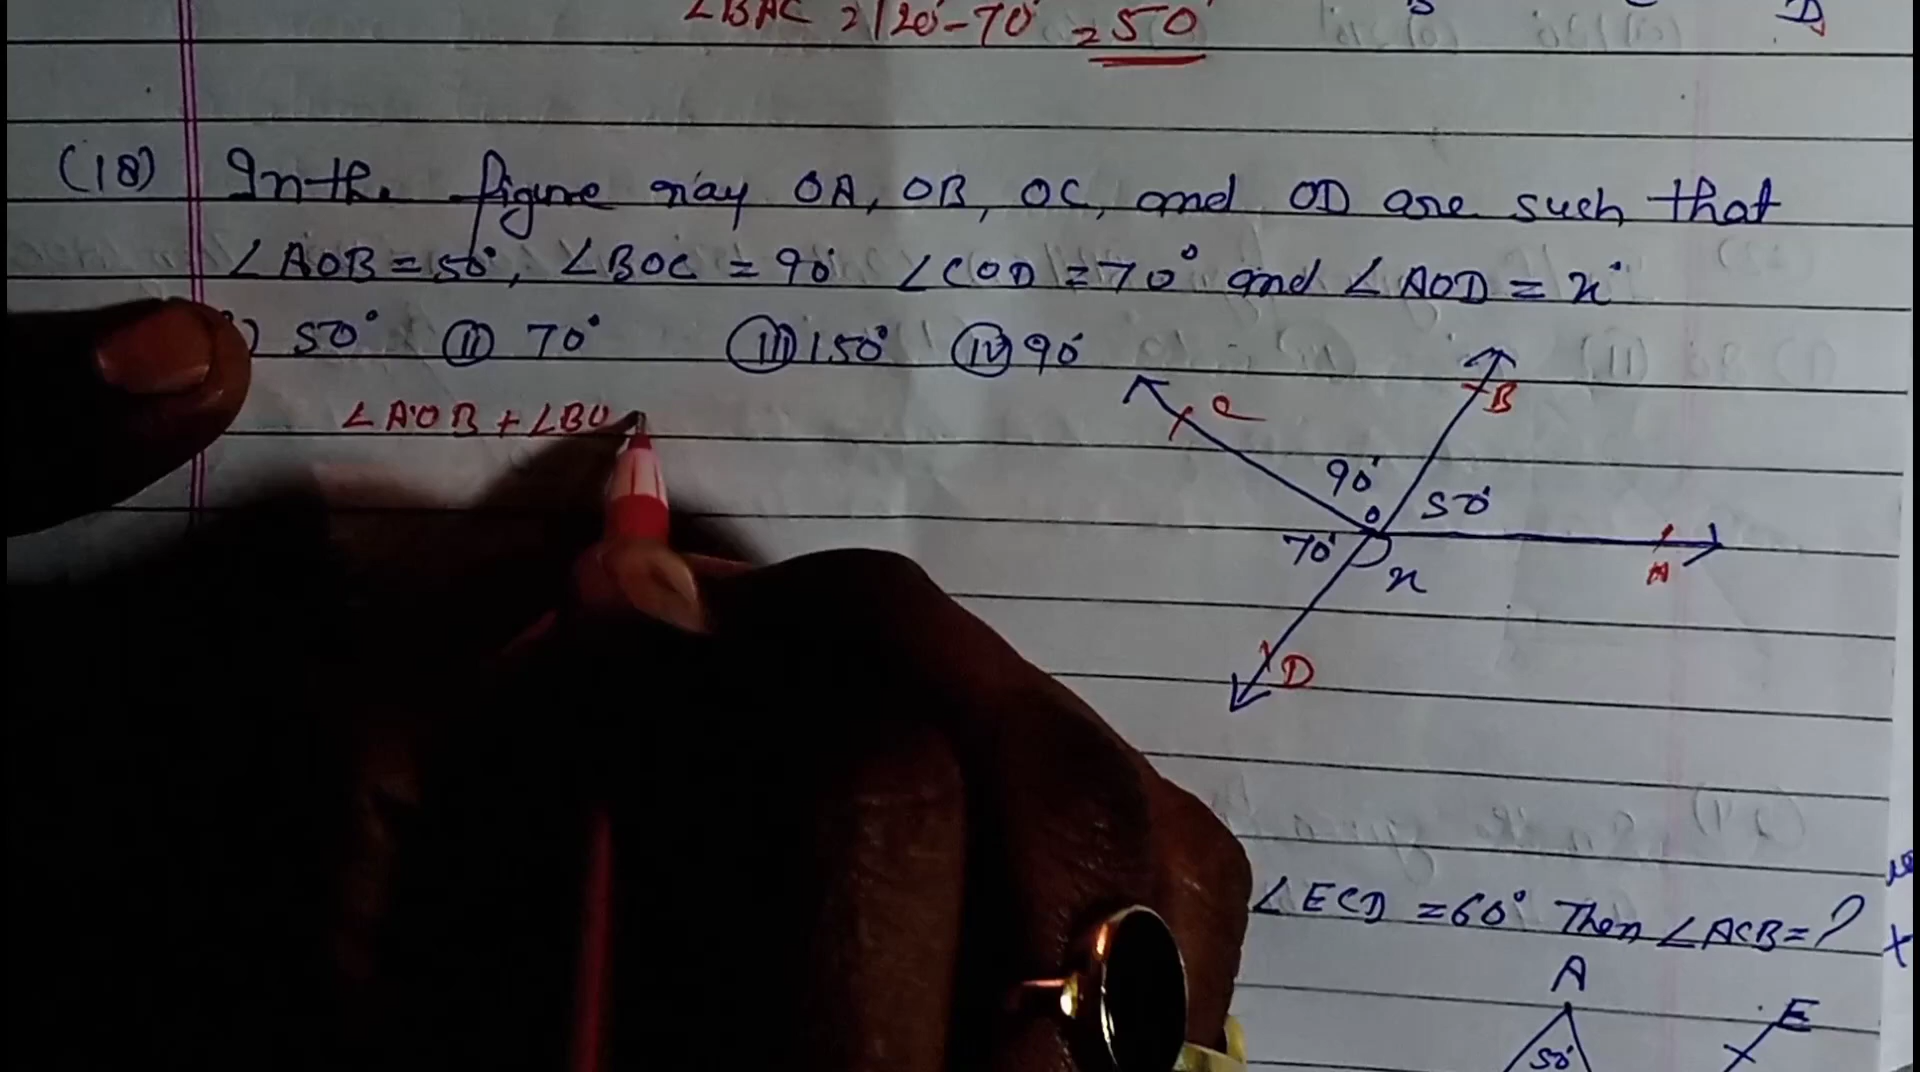 ∠BAC = 120° - 70° = 50°
D
(18) In the figure ray OA, OB, OC, and OD are such that
∠AOB = 50°, ∠BOC = 90° ∠COD = 70° and ∠AOD = x°
) 50° (ii) 70° (iii) 150° (iv) 90°
∠AOB + ∠BO
C
B
90°
50°
O
70°
x
A
D
∠ECD = 60° Then ∠ACB = ?
A
E
50°